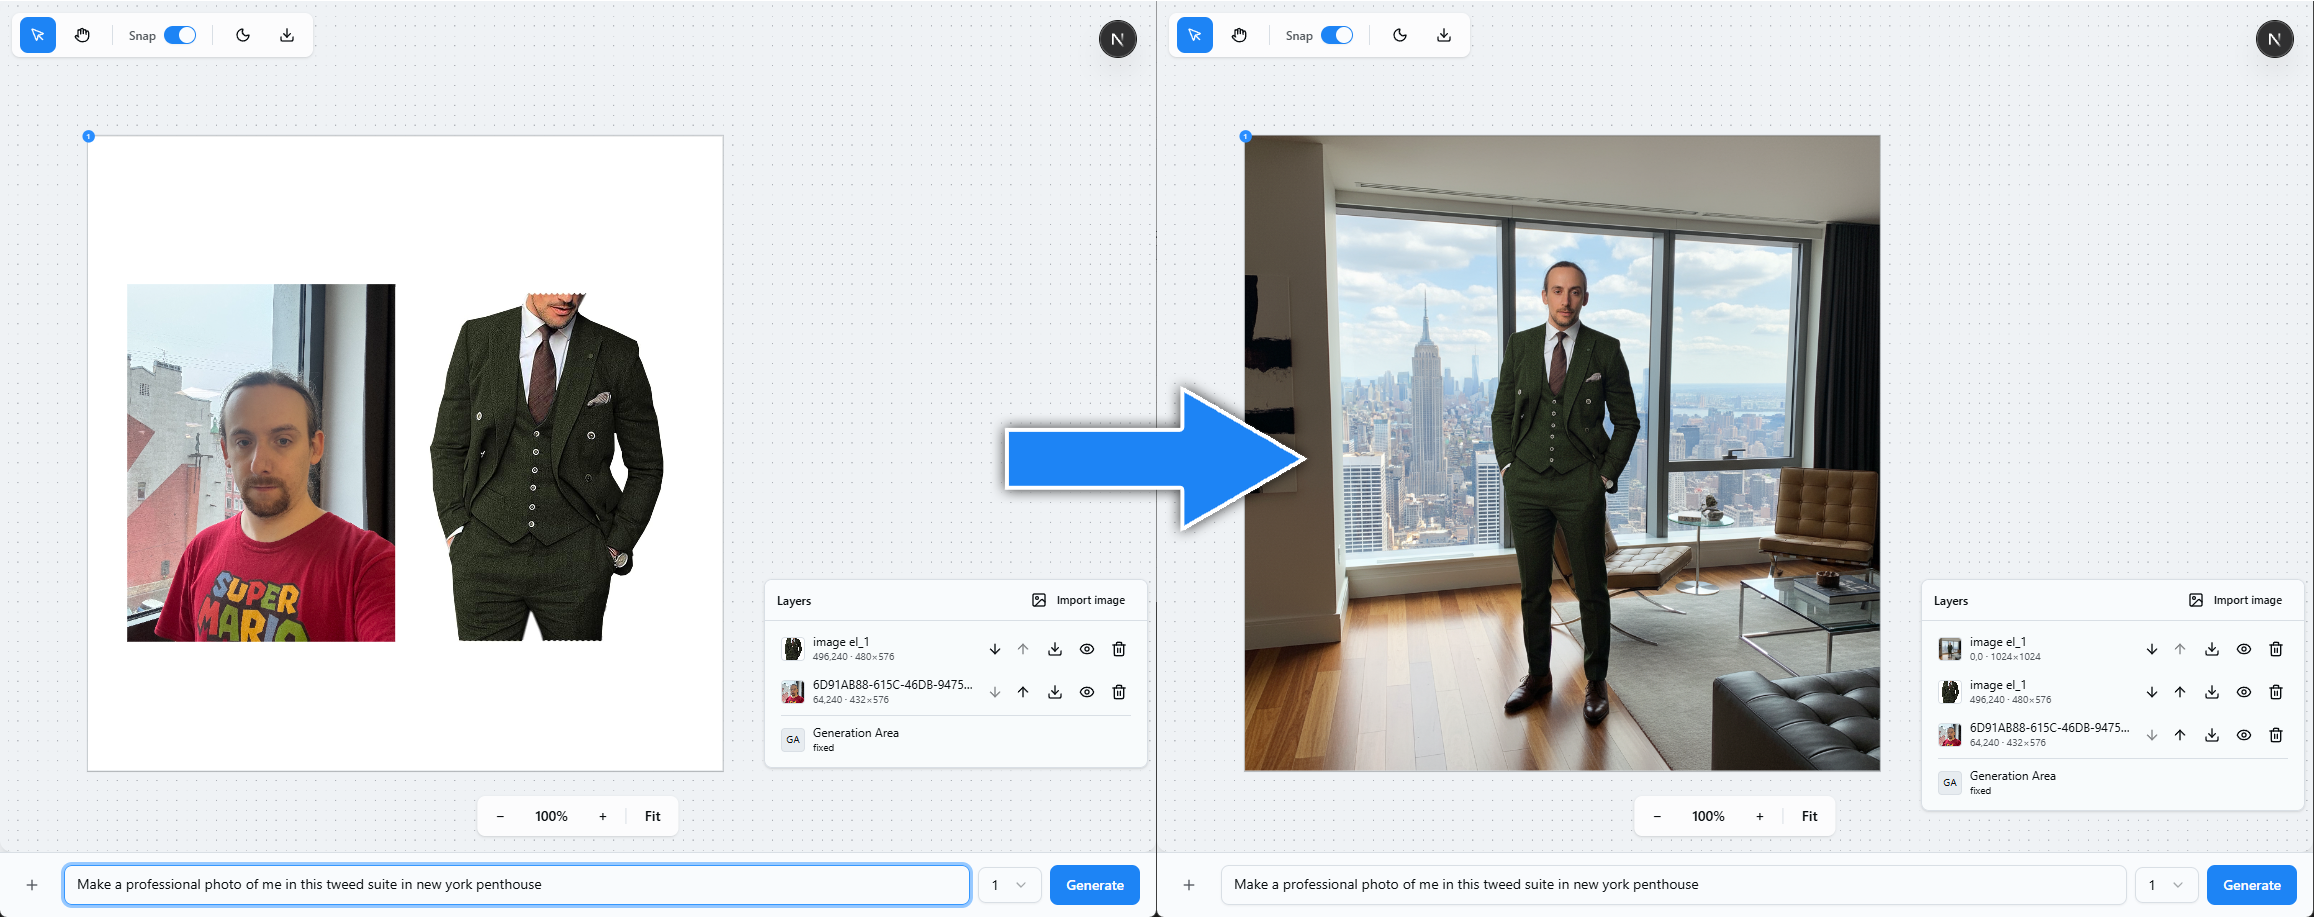 Snap
N
1
SUPER
MARIO
Layers
Import image
image el_1
496,240 · 480×576
6D91AB88-615C-46DB-9475...
64,240 · 432×576
GA
Generation Area
fixed
− 100% + Fit
+ Make a professional photo of me in this tweed suite in new york penthouse 1 Generate
Snap
N
1
Layers
Import image
image el_1
0,0 · 1024×1024
image el_1
496,240 · 480×576
6D91AB88-615C-46DB-9475...
64,240 · 432×576
GA
Generation Area
fixed
− 100% + Fit
+ Make a professional photo of me in this tweed suite in new york penthouse 1 Generate